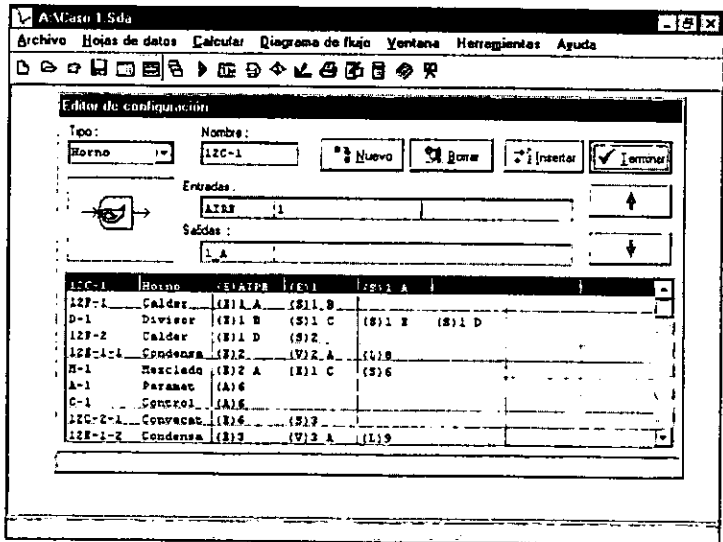 A:\Caso 1.Sda
Archivo Hojas de datos Calcular Diagrama de flujo Ventana Herramientas Ayuda
Editor de configuración
Tipo: Nombre:
Horno 12C-1 Nuevo Borrar Insertar Terminar
Entradas:
AIRE 1
Salidas:
1_A
12C-1 Horno (E)AIRE (E)1 (S)1_A
12F-1 Calder (E)1_A (S)1_B
D-1 Divisor (E)1_B (S)1_C (S)1_E (S)1_D
12F-2 Calder (E)1_D (S)2
12E-1-1 Condensa (E)2 (V)2_A (L)8
M-1 Mezclado (E)2_A (E)1_C (S)6
A-1 Paramet (A)6
C-1 Control (A)6
12C-2-1 Convecat (E)6 (S)3
12E-1-2 Condensa (E)3 (V)3_A (L)9